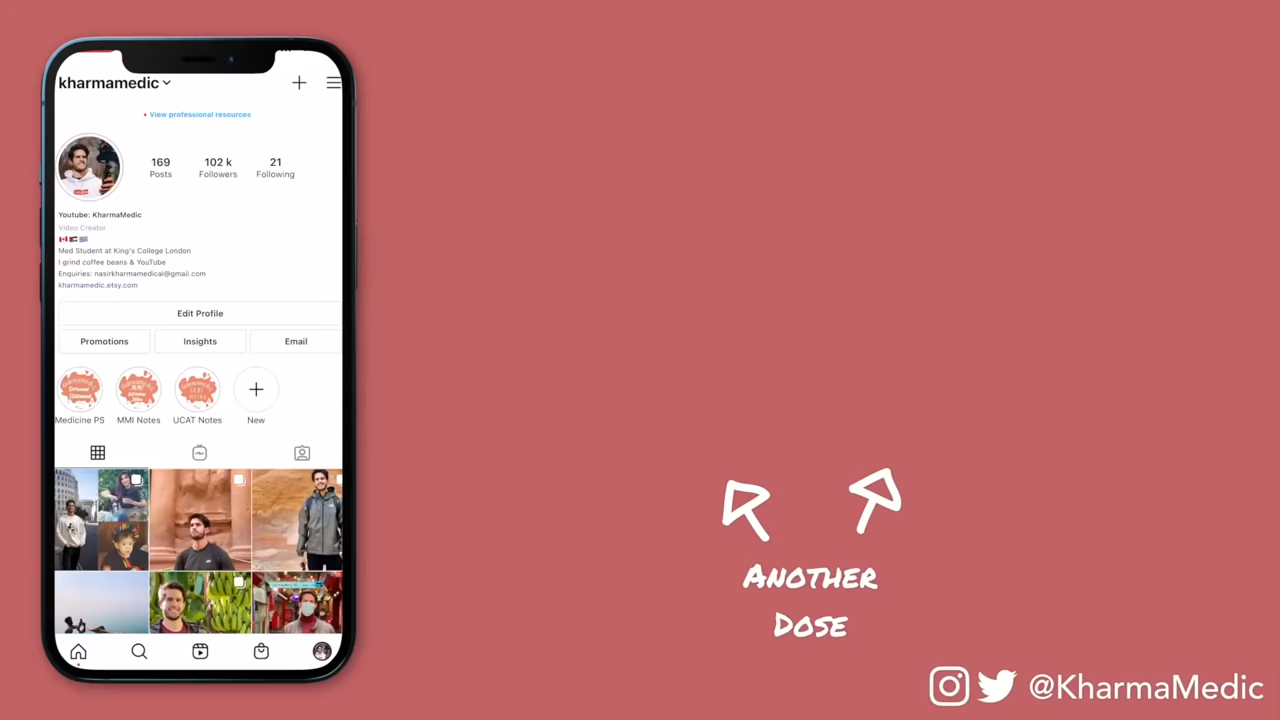 kharmamedic
View professional resources
169
Posts
102 k
Followers
21
Following
Youtube: KharmaMedic
Video Creator
Med Student at King's College London
I grind coffee beans & YouTube
Enquiries: nasirkharmamedical@gmail.com
kharmamedic.etsy.com
Edit Profile
Promotions
Insights
Email
Medicine PS
MMI Notes
UCAT Notes
New
ANOTHER
DOSE
@KharmaMedic